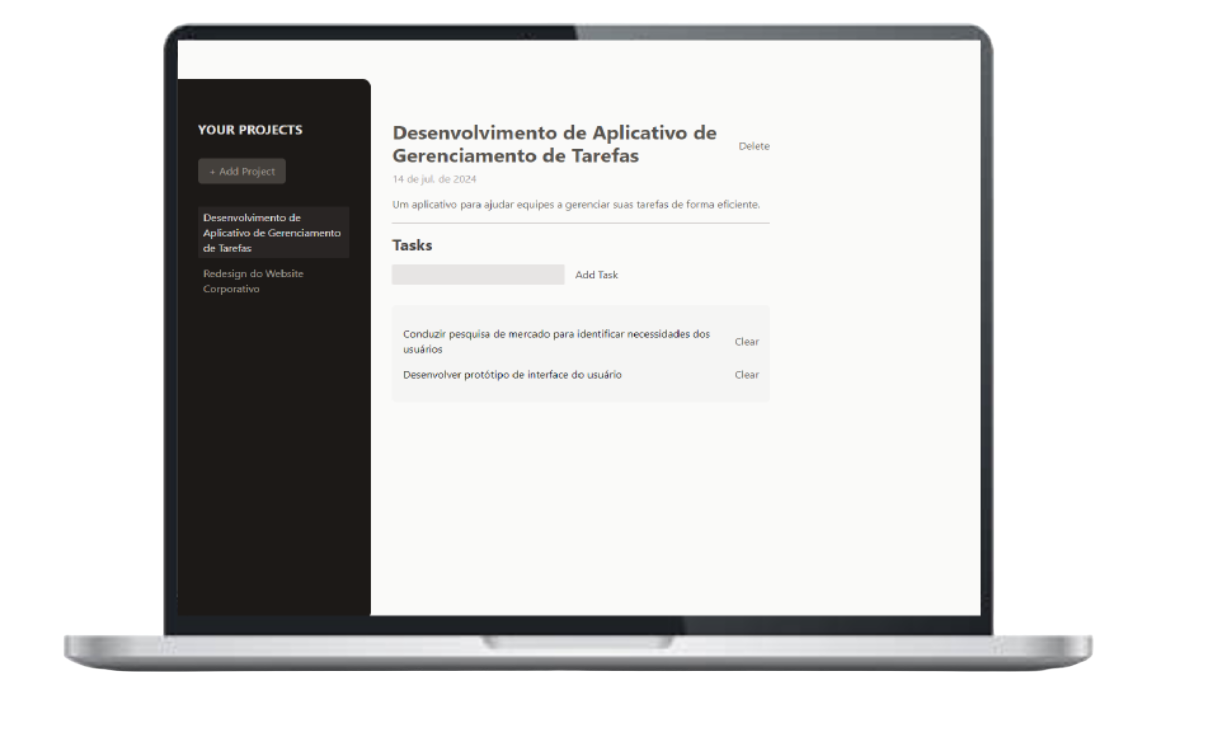 YOUR PROJECTS
+ Add Project
Desenvolvimento de
Aplicativo de Gerenciamento
de Tarefas
Redesign do Website
Corporativo
Desenvolvimento de Aplicativo de
Gerenciamento de Tarefas
Delete
14 de jul. de 2024
Um aplicativo para ajudar equipes a gerenciar suas tarefas de forma eficiente.
Tasks
Add Task
Conduzir pesquisa de mercado para identificar necessidades dos
usuários
Clear
Desenvolver protótipo de interface do usuário
Clear